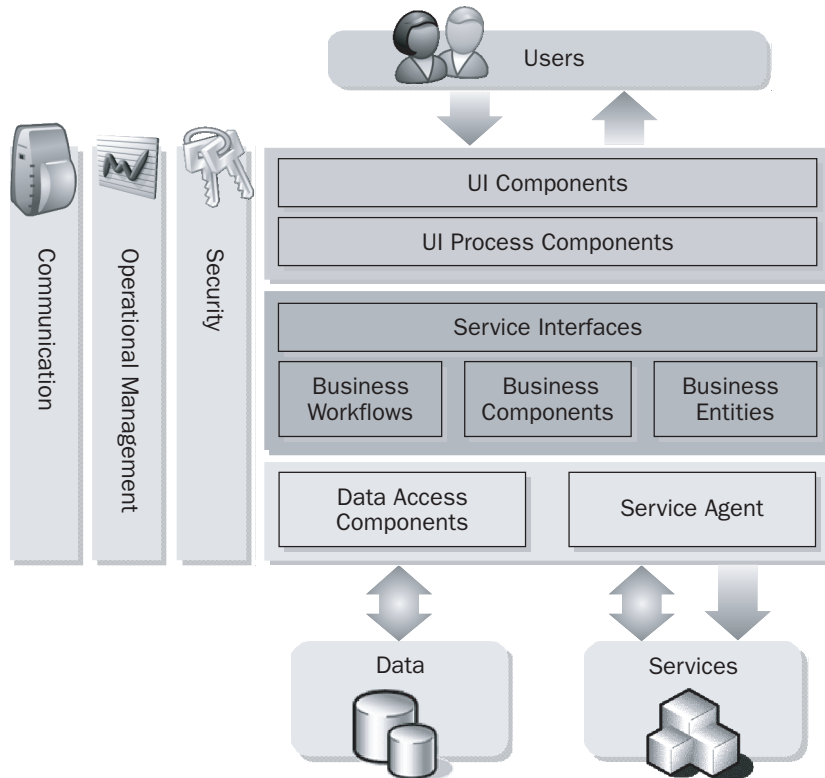 Users
Communication
Operational Management
Security
UI Components
UI Process Components
Service Interfaces
Business
Workflows
Business
Components
Business
Entities
Data Access
Components
Service Agent
Data
Services